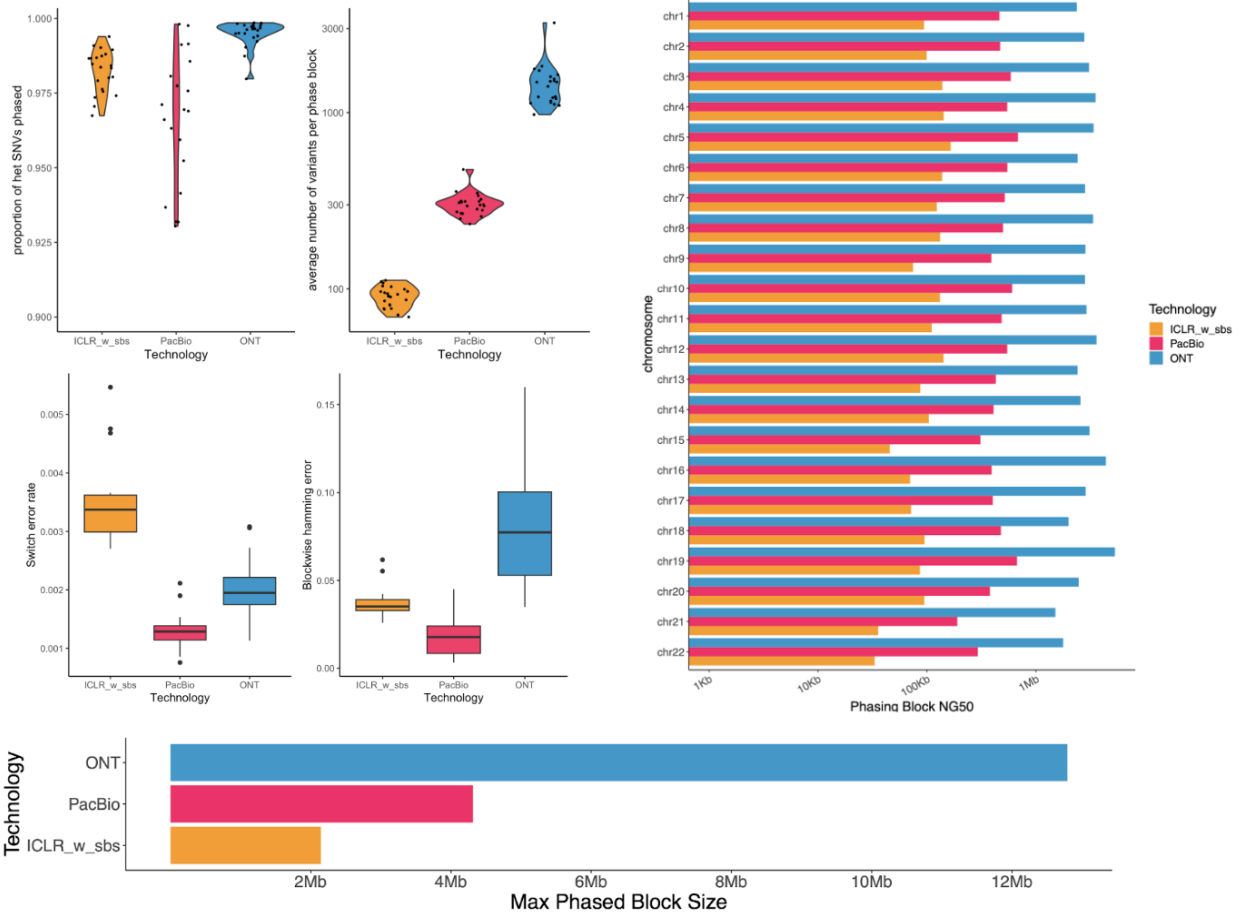 proportion of het SNVs phased
1.000
0.975
0.950
0.925
0.900
ICLR_w_sbs PacBio ONT
Technology
average number of variants per phase block
3000
1000
300
100
ICLR_w_sbs PacBio ONT
Technology
Switch error rate
0.005
0.004
0.003
0.002
0.001
ICLR_w_sbs PacBio ONT
Technology
Blockwise hamming error
0.15
0.10
0.05
0.00
ICLR_w_sbs PacBio ONT
Technology
chromosome
chr1
chr2
chr3
chr4
chr5
chr6
chr7
chr8
chr9
chr10
chr11
chr12
chr13
chr14
chr15
chr16
chr17
chr18
chr19
chr20
chr21
chr22
1Kb 10Kb 100Kb 1Mb
Phasing Block NG50
Technology
ICLR_w_sbs
PacBio
ONT
Technology
ONT
PacBio
ICLR_w_sbs
2Mb 4Mb 6Mb 8Mb 10Mb 12Mb
Max Phased Block Size